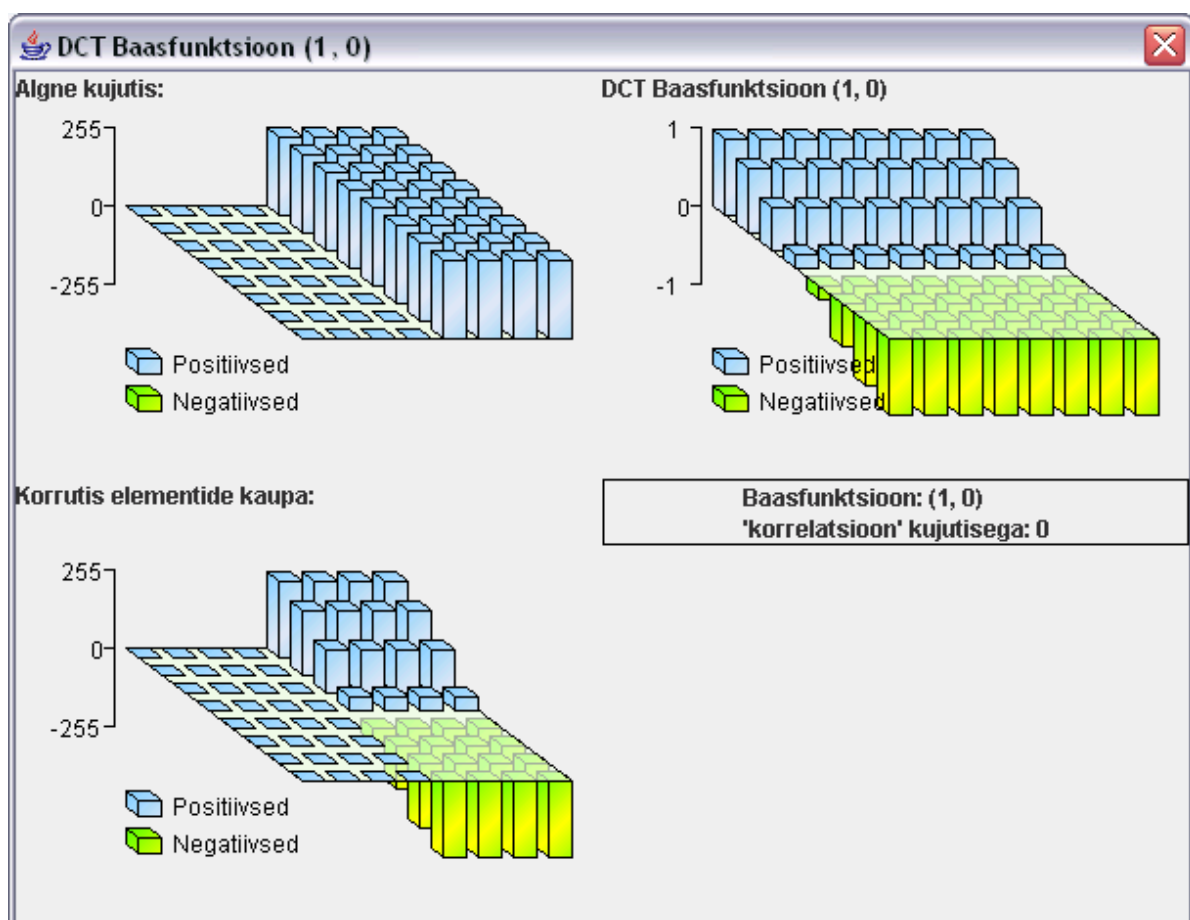 DCT Baasfunktsioon (1 , 0)
Algne kujutis:
255
0
-255
Positiivsed
Negatiivsed
DCT Baasfunktsioon (1, 0)
1
0
-1
Positiivsed
Negatiivsed
Korrutis elementide kaupa:
255
0
-255
Positiivsed
Negatiivsed
Baasfunktsioon: (1, 0)
'korrelatsioon' kujutisega: 0